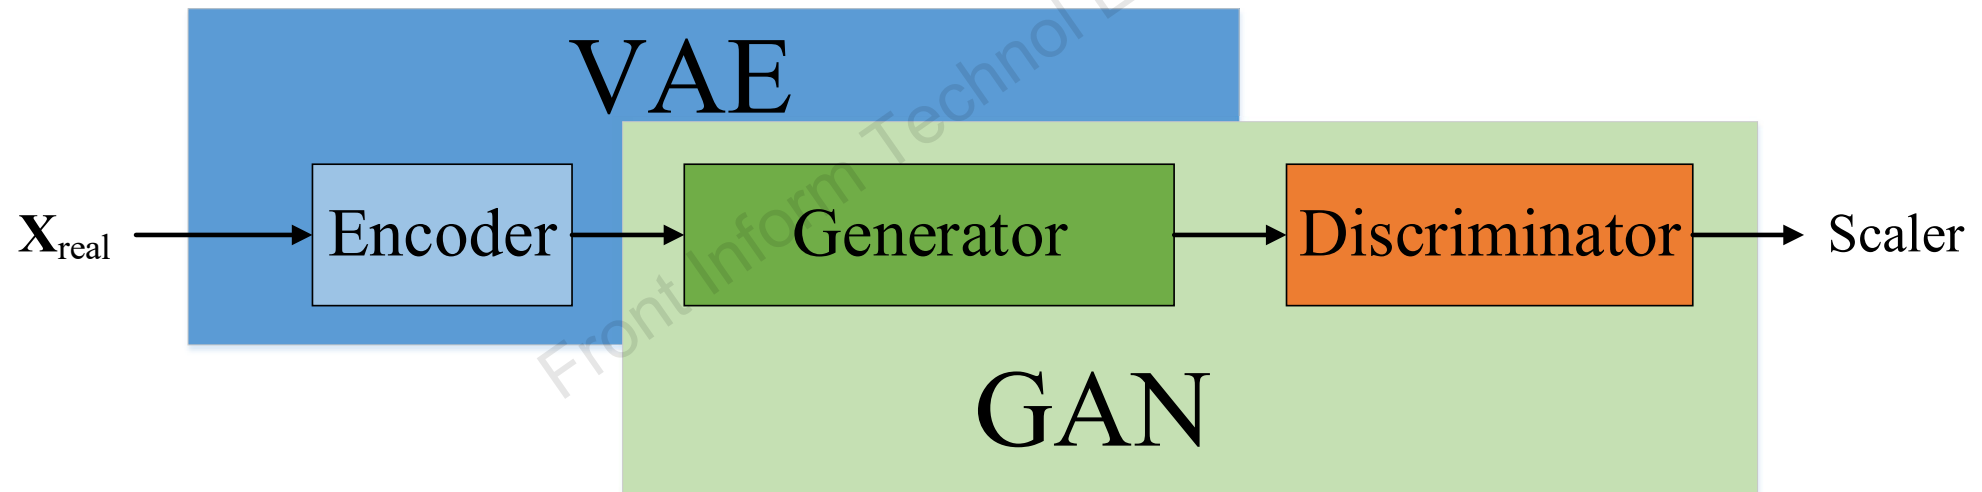 VAE
X_real
Encoder
Generator
Discriminator
Scaler
GAN
Front Inform Technol E